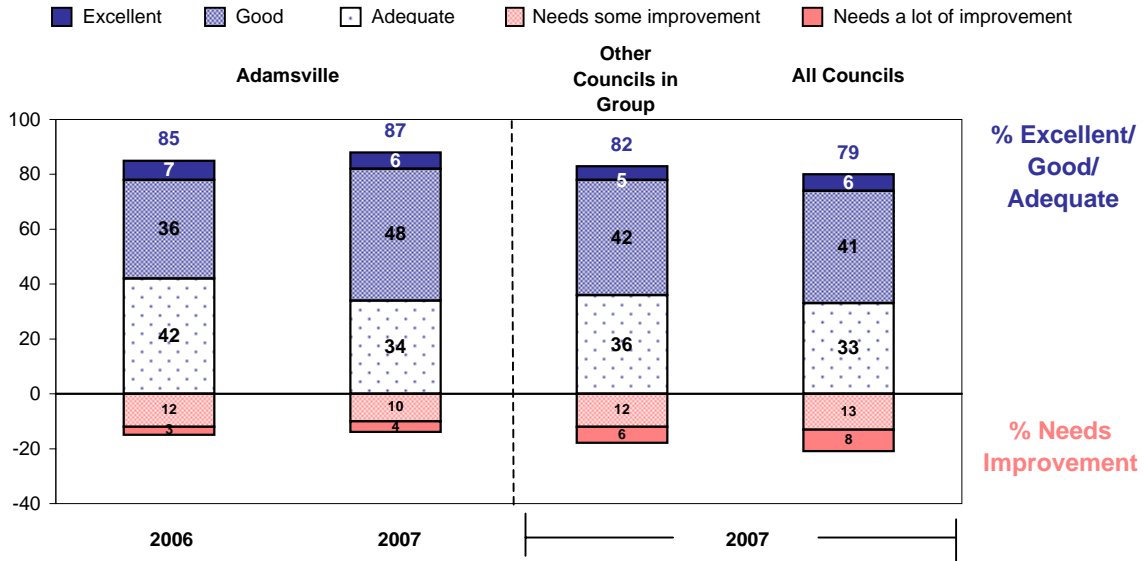 Excellent Good Adequate Needs some improvement Needs a lot of improvement
Adamsville
Other
Councils in
Group
All Councils
100
80
60
40
20
0
-20
-40
85
7
36
42
12
3
87
6
48
34
10
4
82
5
42
36
12
6
79
6
41
33
13
8
% Excellent/
Good/
Adequate
% Needs
Improvement
2006 2007 2007